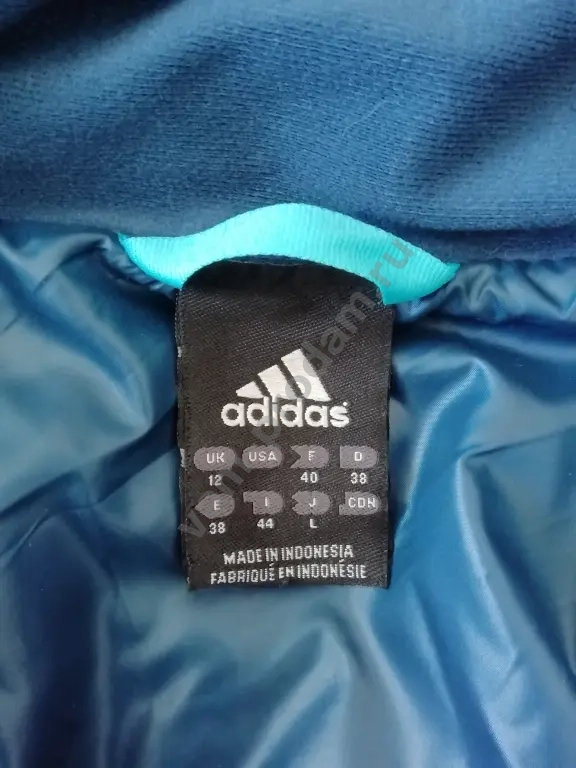 adidas
UK USA F D
12 40 38
E I J CDN
38 44 L
MADE IN INDONESIA
FABRIQUÉ EN INDONÉSIE